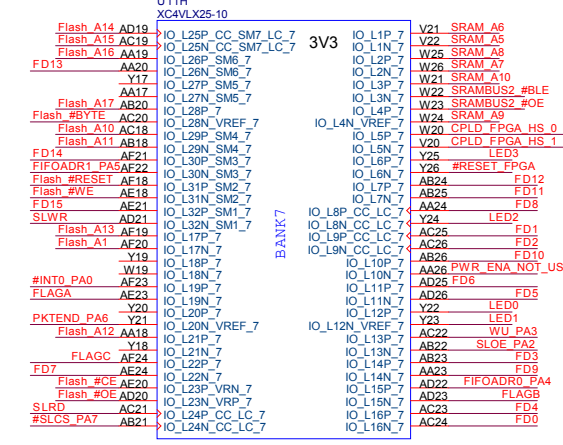 U11H
XC4VLX25-10
Flash_A14 AD19 IO_L25P_CC_SM7_LC_7 IO_L1P_7 V21 SRAM_A6
Flash_A15 AC19 IO_L25N_CC_SM7_LC_7 3V3 IO_L1N_7 V22 SRAM_A5
Flash_A16 AA19 IO_L26P_SM6_7 IO_L2P_7 W25 SRAM_A8
FD13 AA20 IO_L26N_SM6_7 IO_L2N_7 W26 SRAM_A7
Y17 IO_L27P_SM5_7 IO_L3P_7 W21 SRAM_A10
AA17 IO_L27N_SM5_7 IO_L3N_7 W22 SRAMBUS2_#BLE
Flash_A17 AB20 IO_L28P_7 IO_L4P_7 W23 SRAMBUS2_#OE
Flash_#BYTE AC20 IO_L28N_VREF_7 IO_L4N_VREF_7 W24 SRAM_A9
Flash_A10 AC18 IO_L29P_SM4_7 IO_L5P_7 W20 CPLD_FPGA_HS_0
Flash_A11 AB18 IO_L29N_SM4_7 IO_L5N_7 V20 CPLD_FPGA_HS_1
FD14 AF21 IO_L30P_SM3_7 IO_L6P_7 Y25 LED3
FIFOADR1_PA5 AF22 IO_L30N_SM3_7 IO_L6N_7 Y26 #RESET_FPGA
Flash_#RESET AF18 IO_L31P_SM2_7 IO_L7P_7 AB24 FD12
Flash_#WE AE18 IO_L31N_SM2_7 IO_L7N_7 AB25 FD11
FD15 AE21 IO_L32P_SM1_7 IO_L8P_CC_LC_7 AA24 FD8
SLWR AD21 IO_L32N_SM1_7 IO_L8N_CC_LC_7 Y24 LED2
Flash_A13 AF19 IO_L17P_7 IO_L9P_CC_LC_7 AC25 FD1
Flash_A1 AF20 IO_L17N_7 IO_L9N_CC_LC_7 AC26 FD2
Y19 IO_L18P_7 IO_L10P_7 AB26 FD10
W19 IO_L18N_7 IO_L10N_7 AA26 PWR_ENA_NOT_US
#INT0_PA0 AF23 IO_L19P_7 IO_L11P_7 AD25 FD6
FLAGA AE23 IO_L19N_7 IO_L11N_7 AD26 FD5
Y20 IO_L20P_7 IO_L12P_7 Y22 LED0
PKTEND_PA6 Y21 IO_L20N_VREF_7 IO_L12N_VREF_7 Y23 LED1
Flash_A12 AA18 IO_L21P_7 IO_L13P_7 AC22 WU_PA3
Y18 IO_L21N_7 IO_L13N_7 AB22 SLOE_PA2
FLAGC AF24 IO_L22P_7 IO_L14P_7 AB23 FD3
FD7 AE24 IO_L22N_7 IO_L14N_7 AA23 FD9
Flash_#CE AE20 IO_L23P_VRN_7 IO_L15P_7 AD22 FIFOADR0_PA4
Flash_#OE AD20 IO_L23N_VRP_7 IO_L15N_7 AD23 FLAGB
SLRD AC21 IO_L24P_CC_LC_7 IO_L16P_7 AC23 FD4
#SLCS_PA7 AB21 IO_L24N_CC_LC_7 IO_L16N_7 AC24 FD0
BANK7